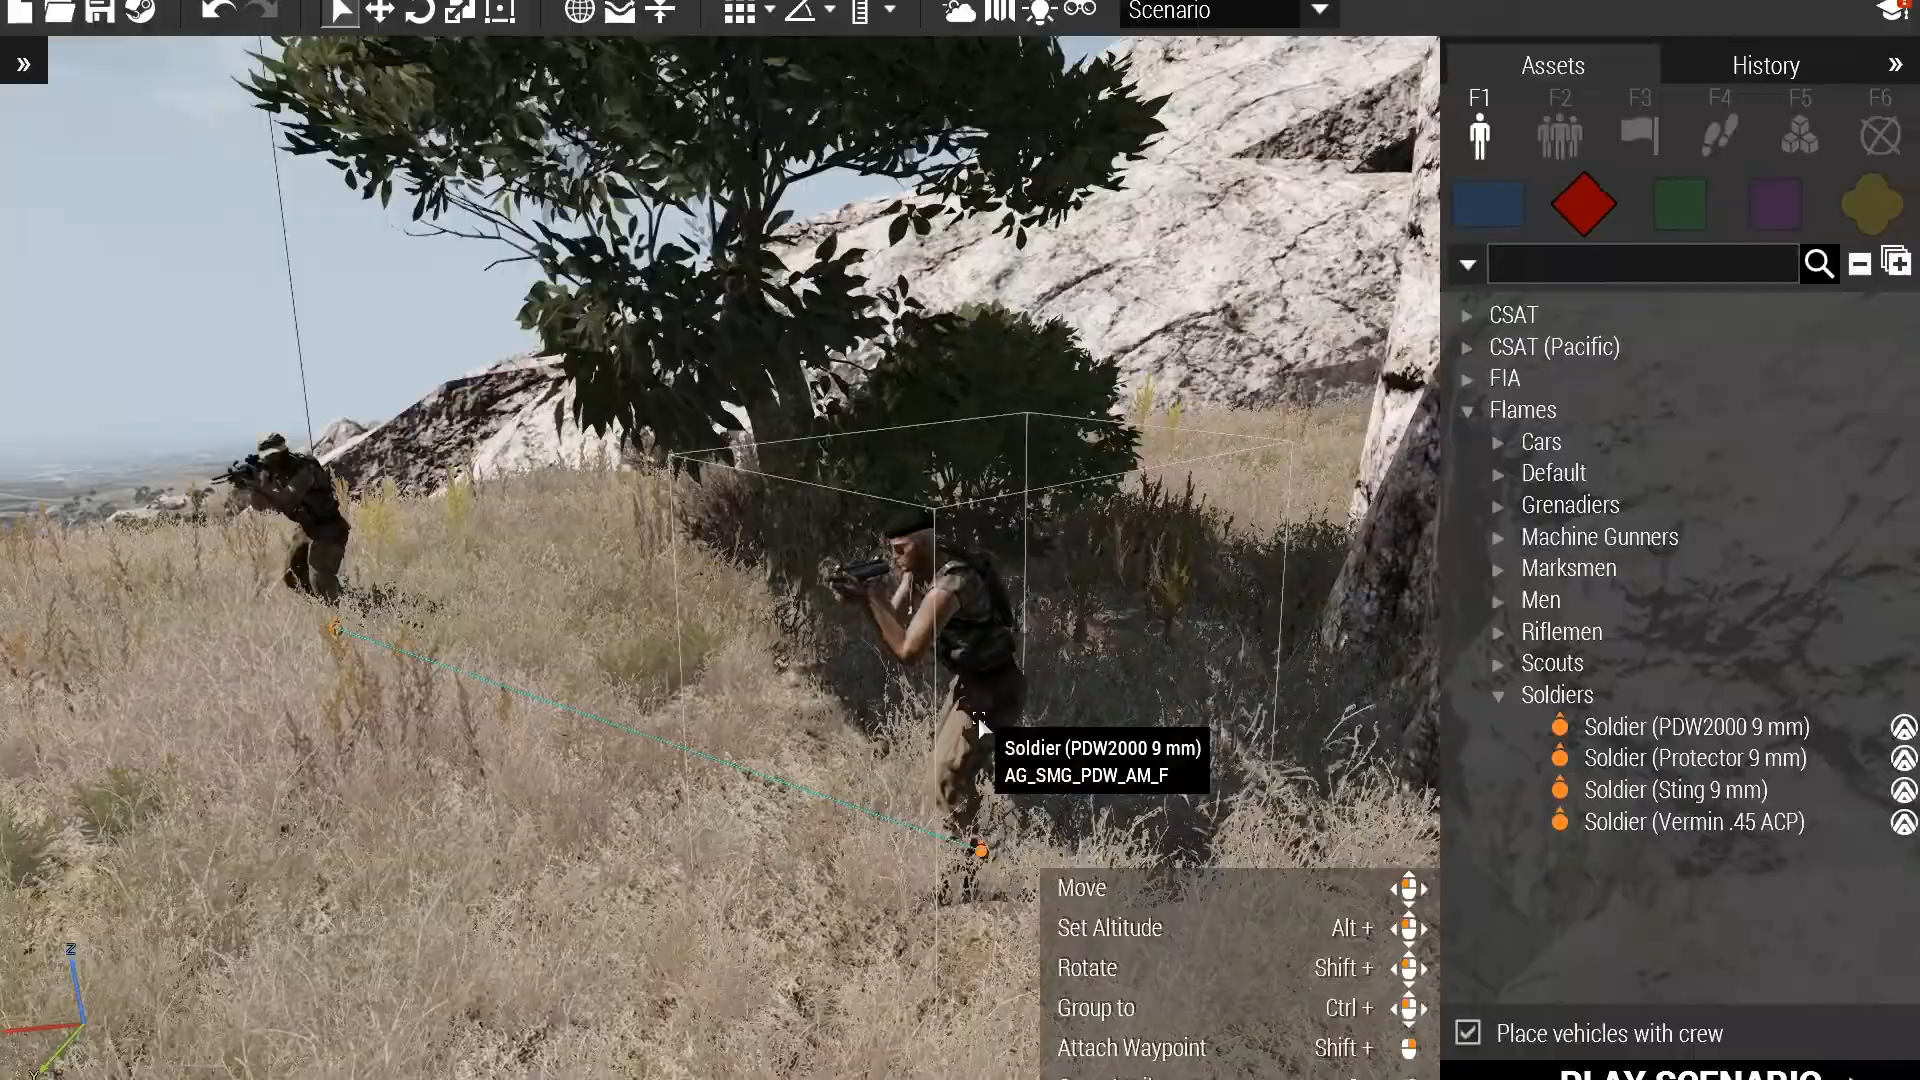 Scenario
Assets
History
F1
F2
F3
F4
F5
F6
CSAT
CSAT (Pacific)
FIA
Flames
Cars
Default
Grenadiers
Machine Gunners
Marksmen
Men
Riflemen
Scouts
Soldiers
Soldier (PDW2000 9 mm)
Soldier (Protector 9 mm)
Soldier (Sting 9 mm)
Soldier (Vermin .45 ACP)
Soldier (PDW2000 9 mm)
AG_SMG_PDW_AM_F
Move
Set Altitude Alt +
Rotate Shift +
Group to Ctrl +
Attach Waypoint Shift +
Z
Y
Place vehicles with crew
PLAY SCENARIO